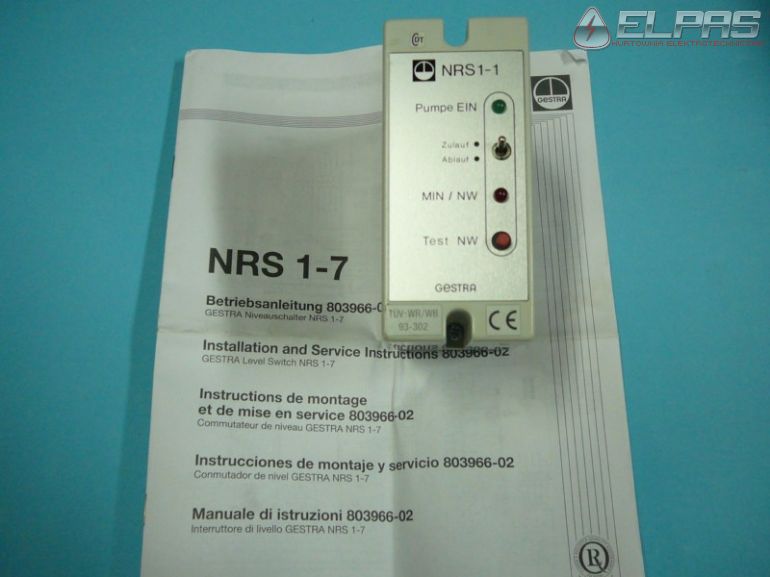 ELPAS
HURTOWNIA ELEKTROTECHNICZNA
GESTRA
NRS1-1
Pumpe EIN
Zulauf
Ablauf
MIN / NW
Test NW
GESTRA
TÜV-WR/WB
93-302
CE
NRS 1-7
Betriebsanleitung 803966-
GESTRA Niveauschalter NRS 1-7
Installation and Service Instructions 803966-02
GESTRA Level Switch NRS 1-7
Instructions de montage
et de mise en service 803966-02
Commutateur de niveau GESTRA NRS 1-7
Instrucciones de montaje y servicio 803966-02
Conmutador de nivel GESTRA NRS 1-7
Manuale di istruzioni 803966-02
Interruttore di livello GESTRA NRS 1-7
R